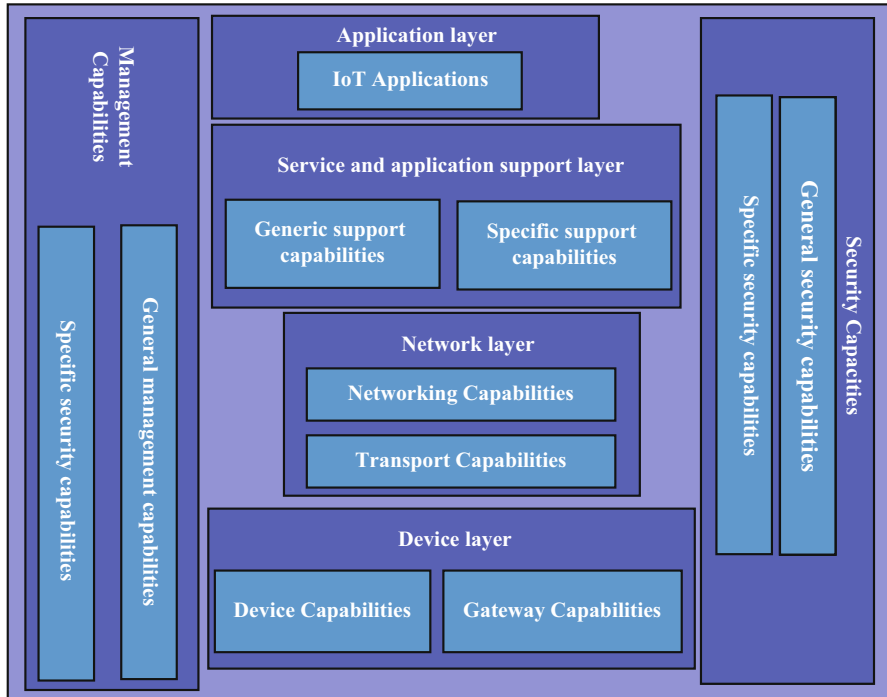 Management
Capabilities
Specific security capabilities
General management capabilities
Application layer
IoT Applications
Service and application support layer
Generic support
capabilities
Specific support
capabilities
Network layer
Networking Capabilities
Transport Capabilities
Device layer
Device Capabilities
Gateway Capabilities
Specific security capabilities
General security capabilities
Security Capacities